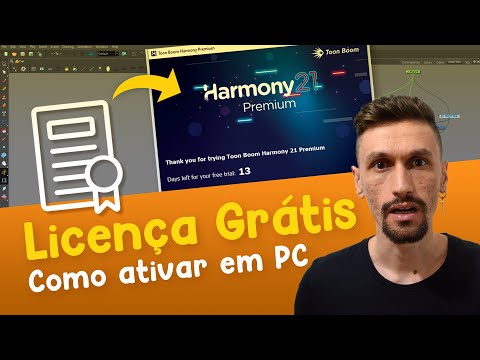 Toon Boom Harmony Premium
Toon Boom
Harmony 21
Premium
Thank you for trying Toon Boom Harmony 21 Premium
Days left for your free trial: 13
Licença Grátis
Como ativar em PC